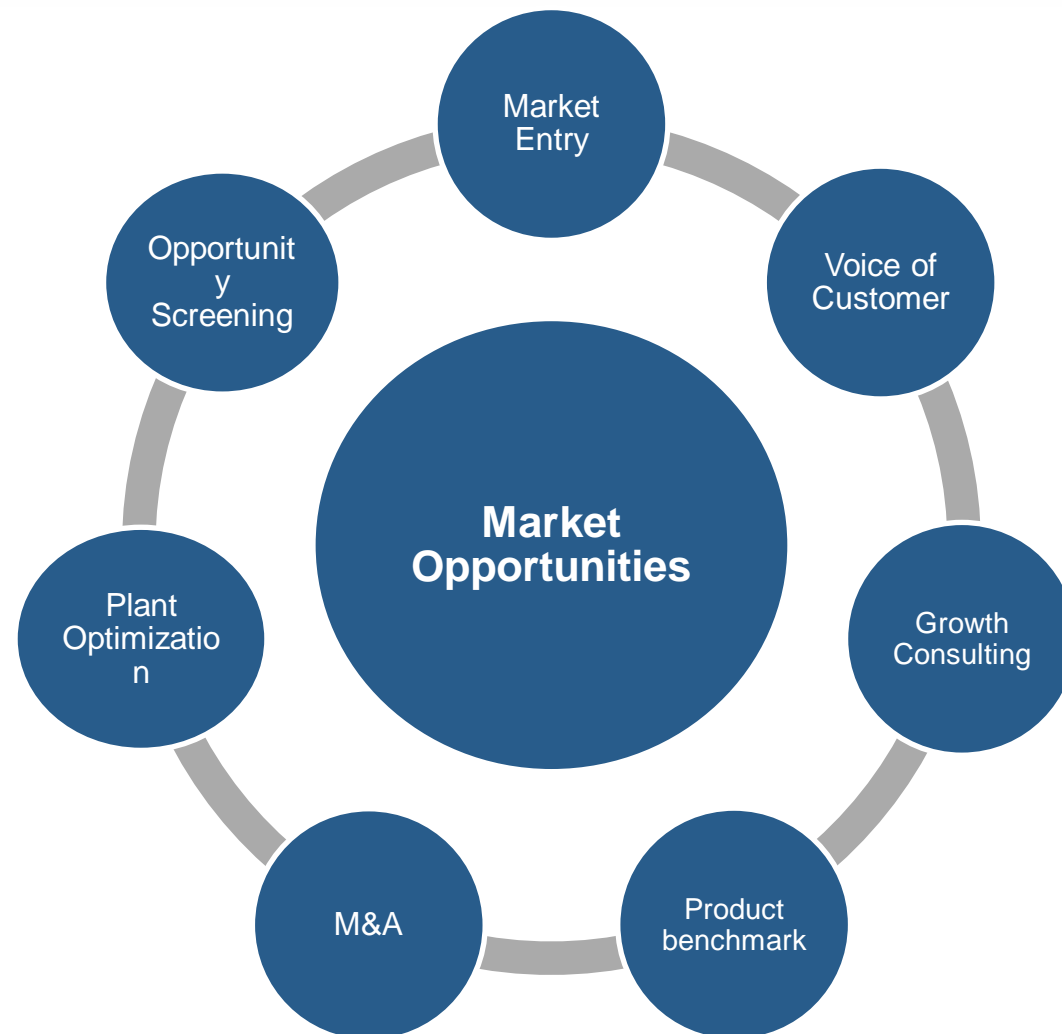 Market
Entry
Opportunit
y
Screening
Voice of
Customer
Market
Opportunities
Plant
Optimizatio
n
Growth
Consulting
M&A
Product
benchmark